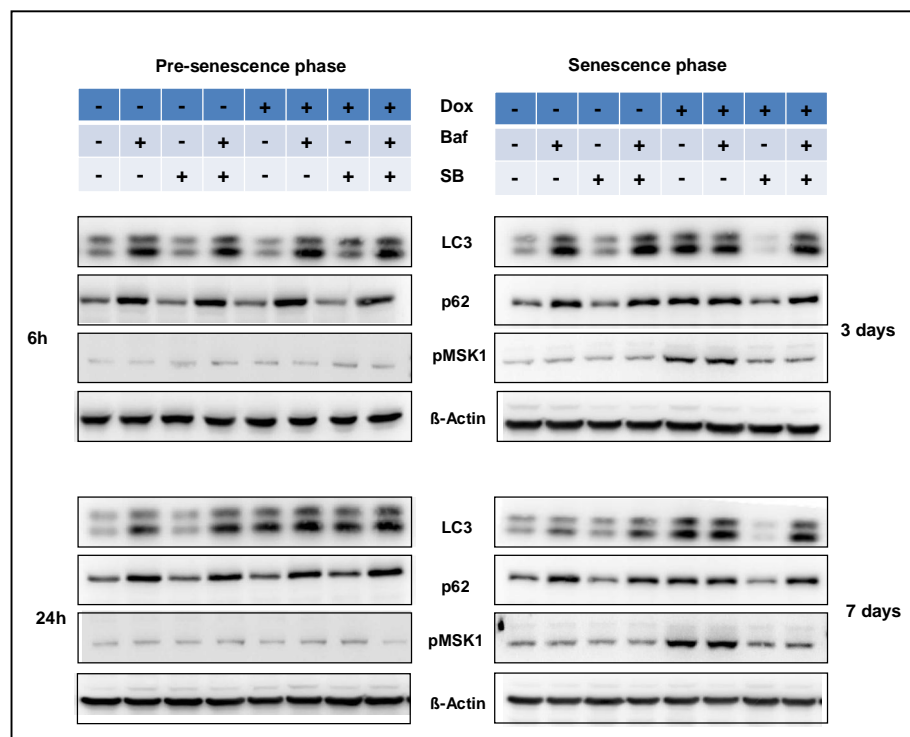 Pre-senescence phase
Senescence phase
- - - - + + + + Dox - - - - + + + +
- + - + - + - + Baf - + - + - + - +
- - + + - - + + SB - - + + - - + +
LC3
p62
6h
3 days
pMSK1
ß-Actin
LC3
p62
24h
7 days
pMSK1
ß-Actin